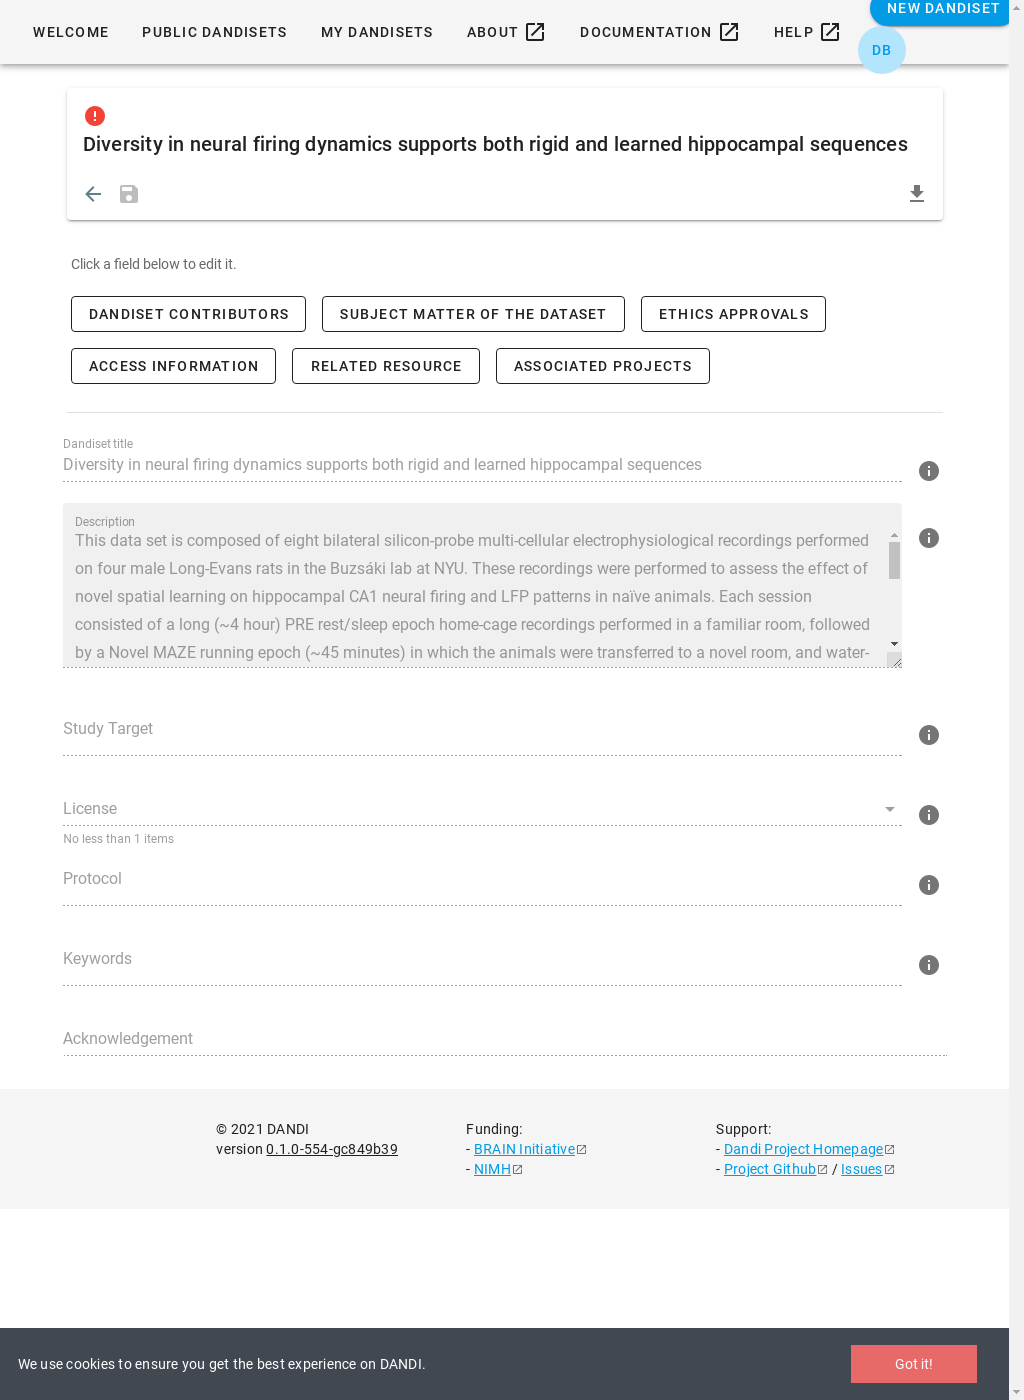 WELCOME PUBLIC DANDISETS MY DANDISETS ABOUT DOCUMENTATION HELP NEW DANDISET
DB
Diversity in neural firing dynamics supports both rigid and learned hippocampal sequences
Click a field below to edit it.
DANDISET CONTRIBUTORS SUBJECT MATTER OF THE DATASET ETHICS APPROVALS
ACCESS INFORMATION RELATED RESOURCE ASSOCIATED PROJECTS
Dandiset title
Diversity in neural firing dynamics supports both rigid and learned hippocampal sequences
Description
This data set is composed of eight bilateral silicon-probe multi-cellular electrophysiological recordings performed
on four male Long-Evans rats in the Buzsáki lab at NYU. These recordings were performed to assess the effect of
novel spatial learning on hippocampal CA1 neural firing and LFP patterns in naïve animals. Each session
consisted of a long (~4 hour) PRE rest/sleep epoch home-cage recordings performed in a familiar room, followed
by a Novel MAZE running epoch (~45 minutes) in which the animals were transferred to a novel room, and water-
Study Target
License
No less than 1 items
Protocol
Keywords
Acknowledgement
© 2021 DANDI Funding: Support:
version 0.1.0-554-gc849b39 - BRAIN Initiative - Dandi Project Homepage
- NIMH - Project Github / Issues
We use cookies to ensure you get the best experience on DANDI. Got it!